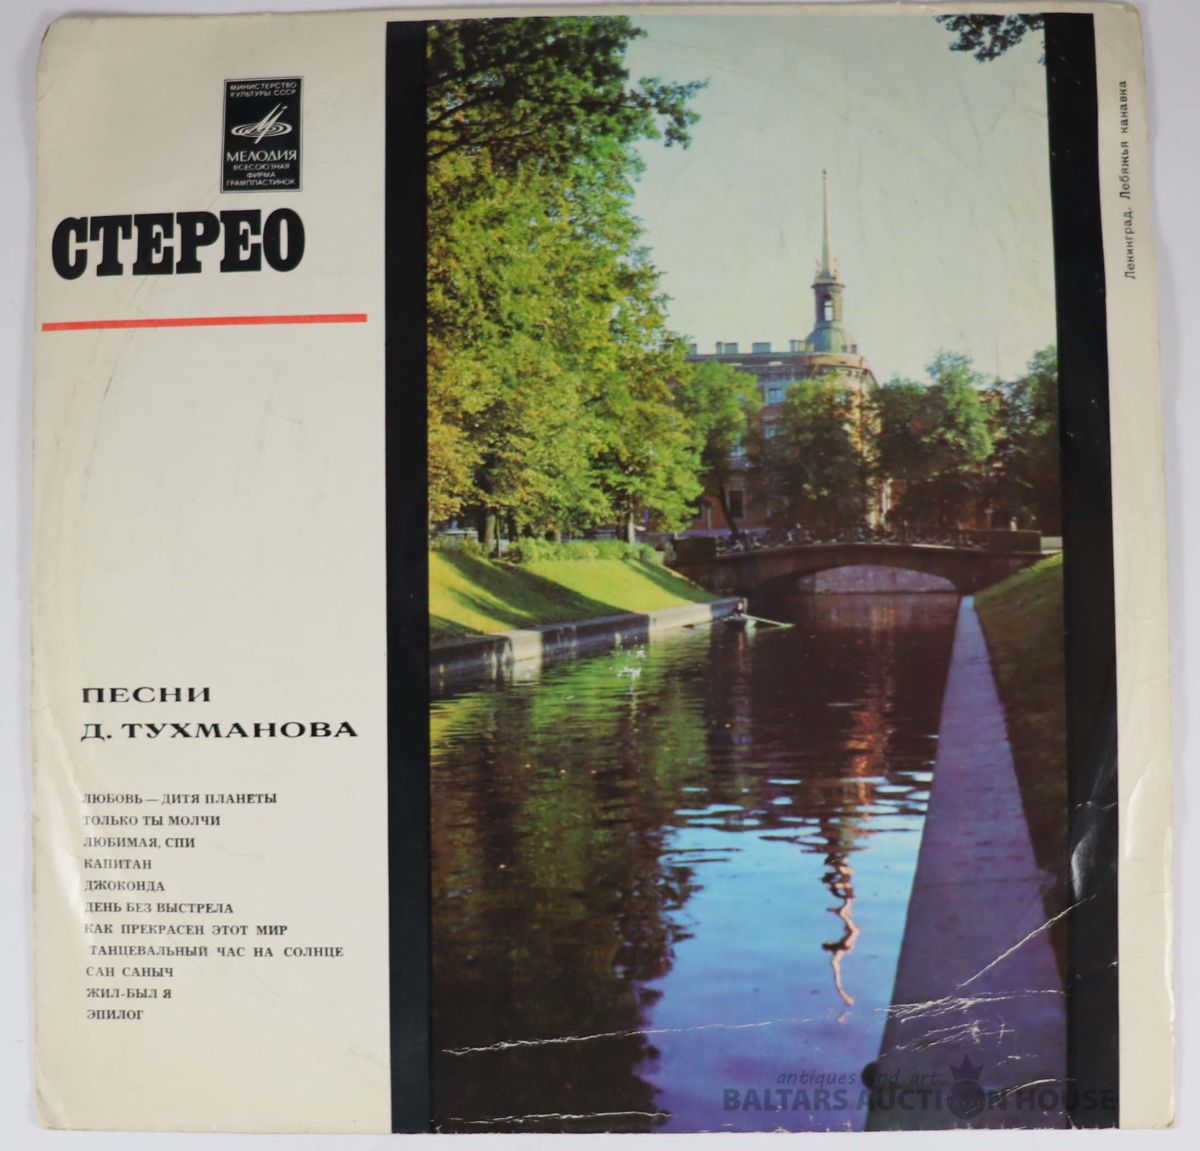 МИНИСТЕРСТВО
КУЛЬТУРЫ СССР
МЕЛОДИЯ
ВСЕСОЮЗНАЯ
ФИРМА
ГРАМПЛАСТИНОК
СТЕРЕО
ПЕСНИ
Д. ТУХМАНОВА
ЛЮБОВЬ — ДИТЯ ПЛАНЕТЫ
ТОЛЬКО ТЫ МОЛЧИ
ЛЮБИМАЯ, СПИ
КАПИТАН
ДЖОКОНДА
ДЕНЬ БЕЗ ВЫСТРЕЛА
КАК ПРЕКРАСЕН ЭТОТ МИР
ТАНЦЕВАЛЬНЫЙ ЧАС НА СОЛНЦЕ
САН САНЫЧ
ЖИЛ-БЫЛ Я
ЭПИЛОГ
Ленинград. Лебяжья канавка
antiques and art
BALTARS AUCTION HOUSE